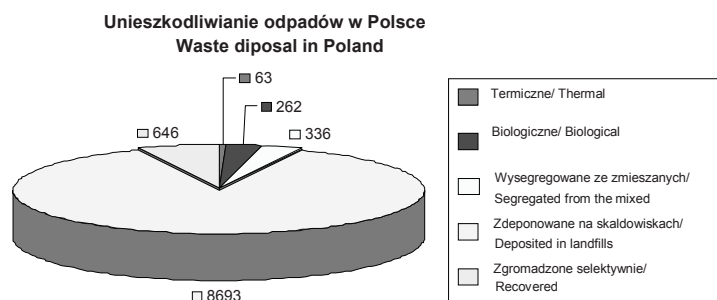 Unieszkodliwianie odpadów w Polsce
Waste diposal in Poland
63
262
646
336
8693
Termiczne/ Thermal
Biologiczne/ Biological
Wysegregowane ze zmieszanych/
Segregated from the mixed
Zdeponowane na skaldowiskach/
Deposited in landfills
Zgromadzone selektywnie/
Recovered